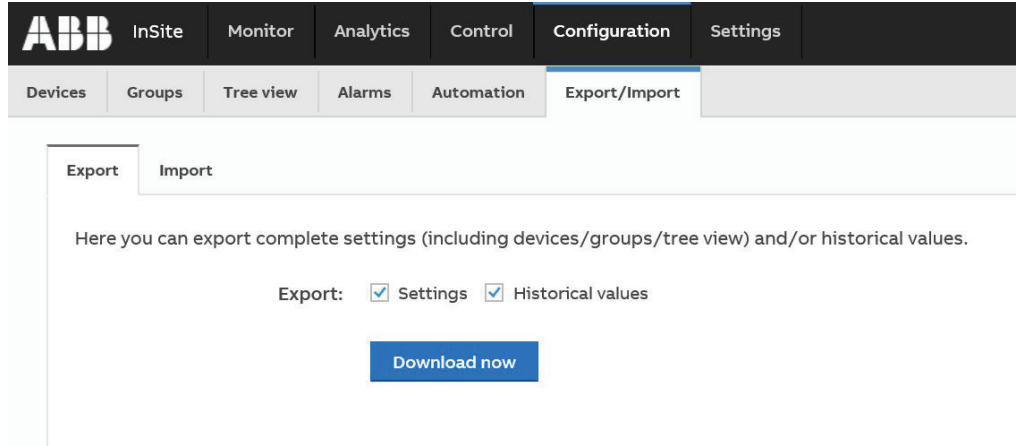 ABB InSite Monitor Analytics Control Configuration Settings
Devices Groups Tree view Alarms Automation Export/Import
Export Import
Here you can export complete settings (including devices/groups/tree view) and/or historical values.
Export: Settings Historical values
Download now